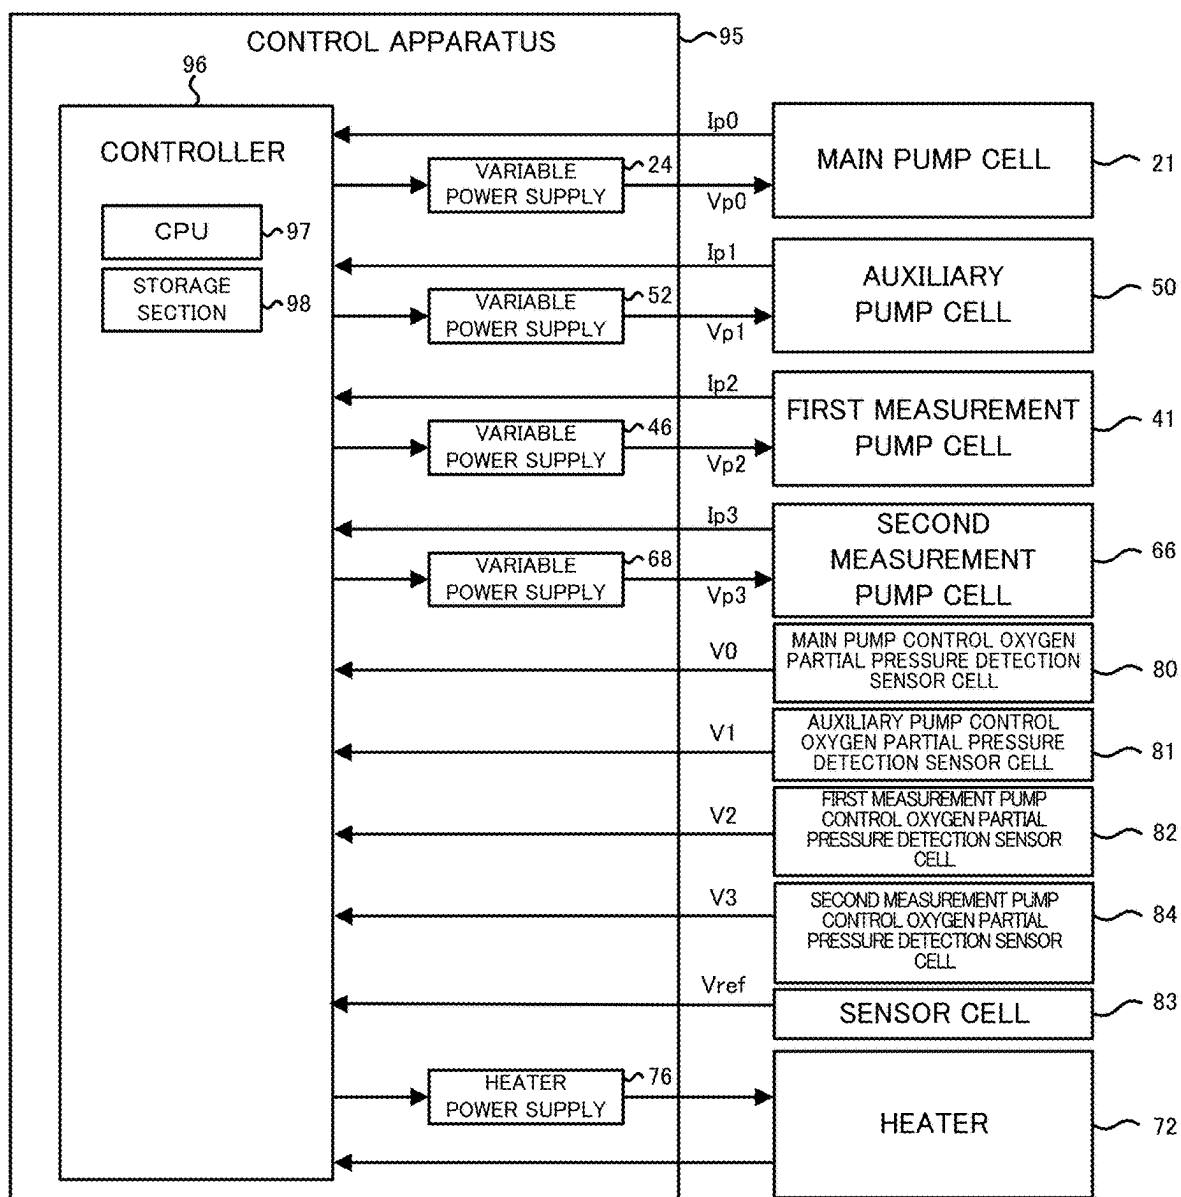 CONTROL APPARATUS
95
96
CONTROLLER
CPU
97
STORAGE
SECTION
98
Ip0
VARIABLE
POWER SUPPLY
24
Vp0
MAIN PUMP CELL
21
Ip1
VARIABLE
POWER SUPPLY
52
Vp1
AUXILIARY
PUMP CELL
50
Ip2
VARIABLE
POWER SUPPLY
46
Vp2
FIRST MEASUREMENT
PUMP CELL
41
Ip3
VARIABLE
POWER SUPPLY
68
Vp3
SECOND
MEASUREMENT
PUMP CELL
66
V0
MAIN PUMP CONTROL OXYGEN
PARTIAL PRESSURE DETECTION
SENSOR CELL
80
V1
AUXILIARY PUMP CONTROL
OXYGEN PARTIAL PRESSURE
DETECTION SENSOR CELL
81
V2
FIRST MEASUREMENT PUMP
CONTROL OXYGEN PARTIAL
PRESSURE DETECTION SENSOR
CELL
82
V3
SECOND MEASUREMENT PUMP
CONTROL OXYGEN PARTIAL
PRESSURE DETECTION SENSOR
CELL
84
Vref
SENSOR CELL
83
HEATER
POWER SUPPLY
76
HEATER
72